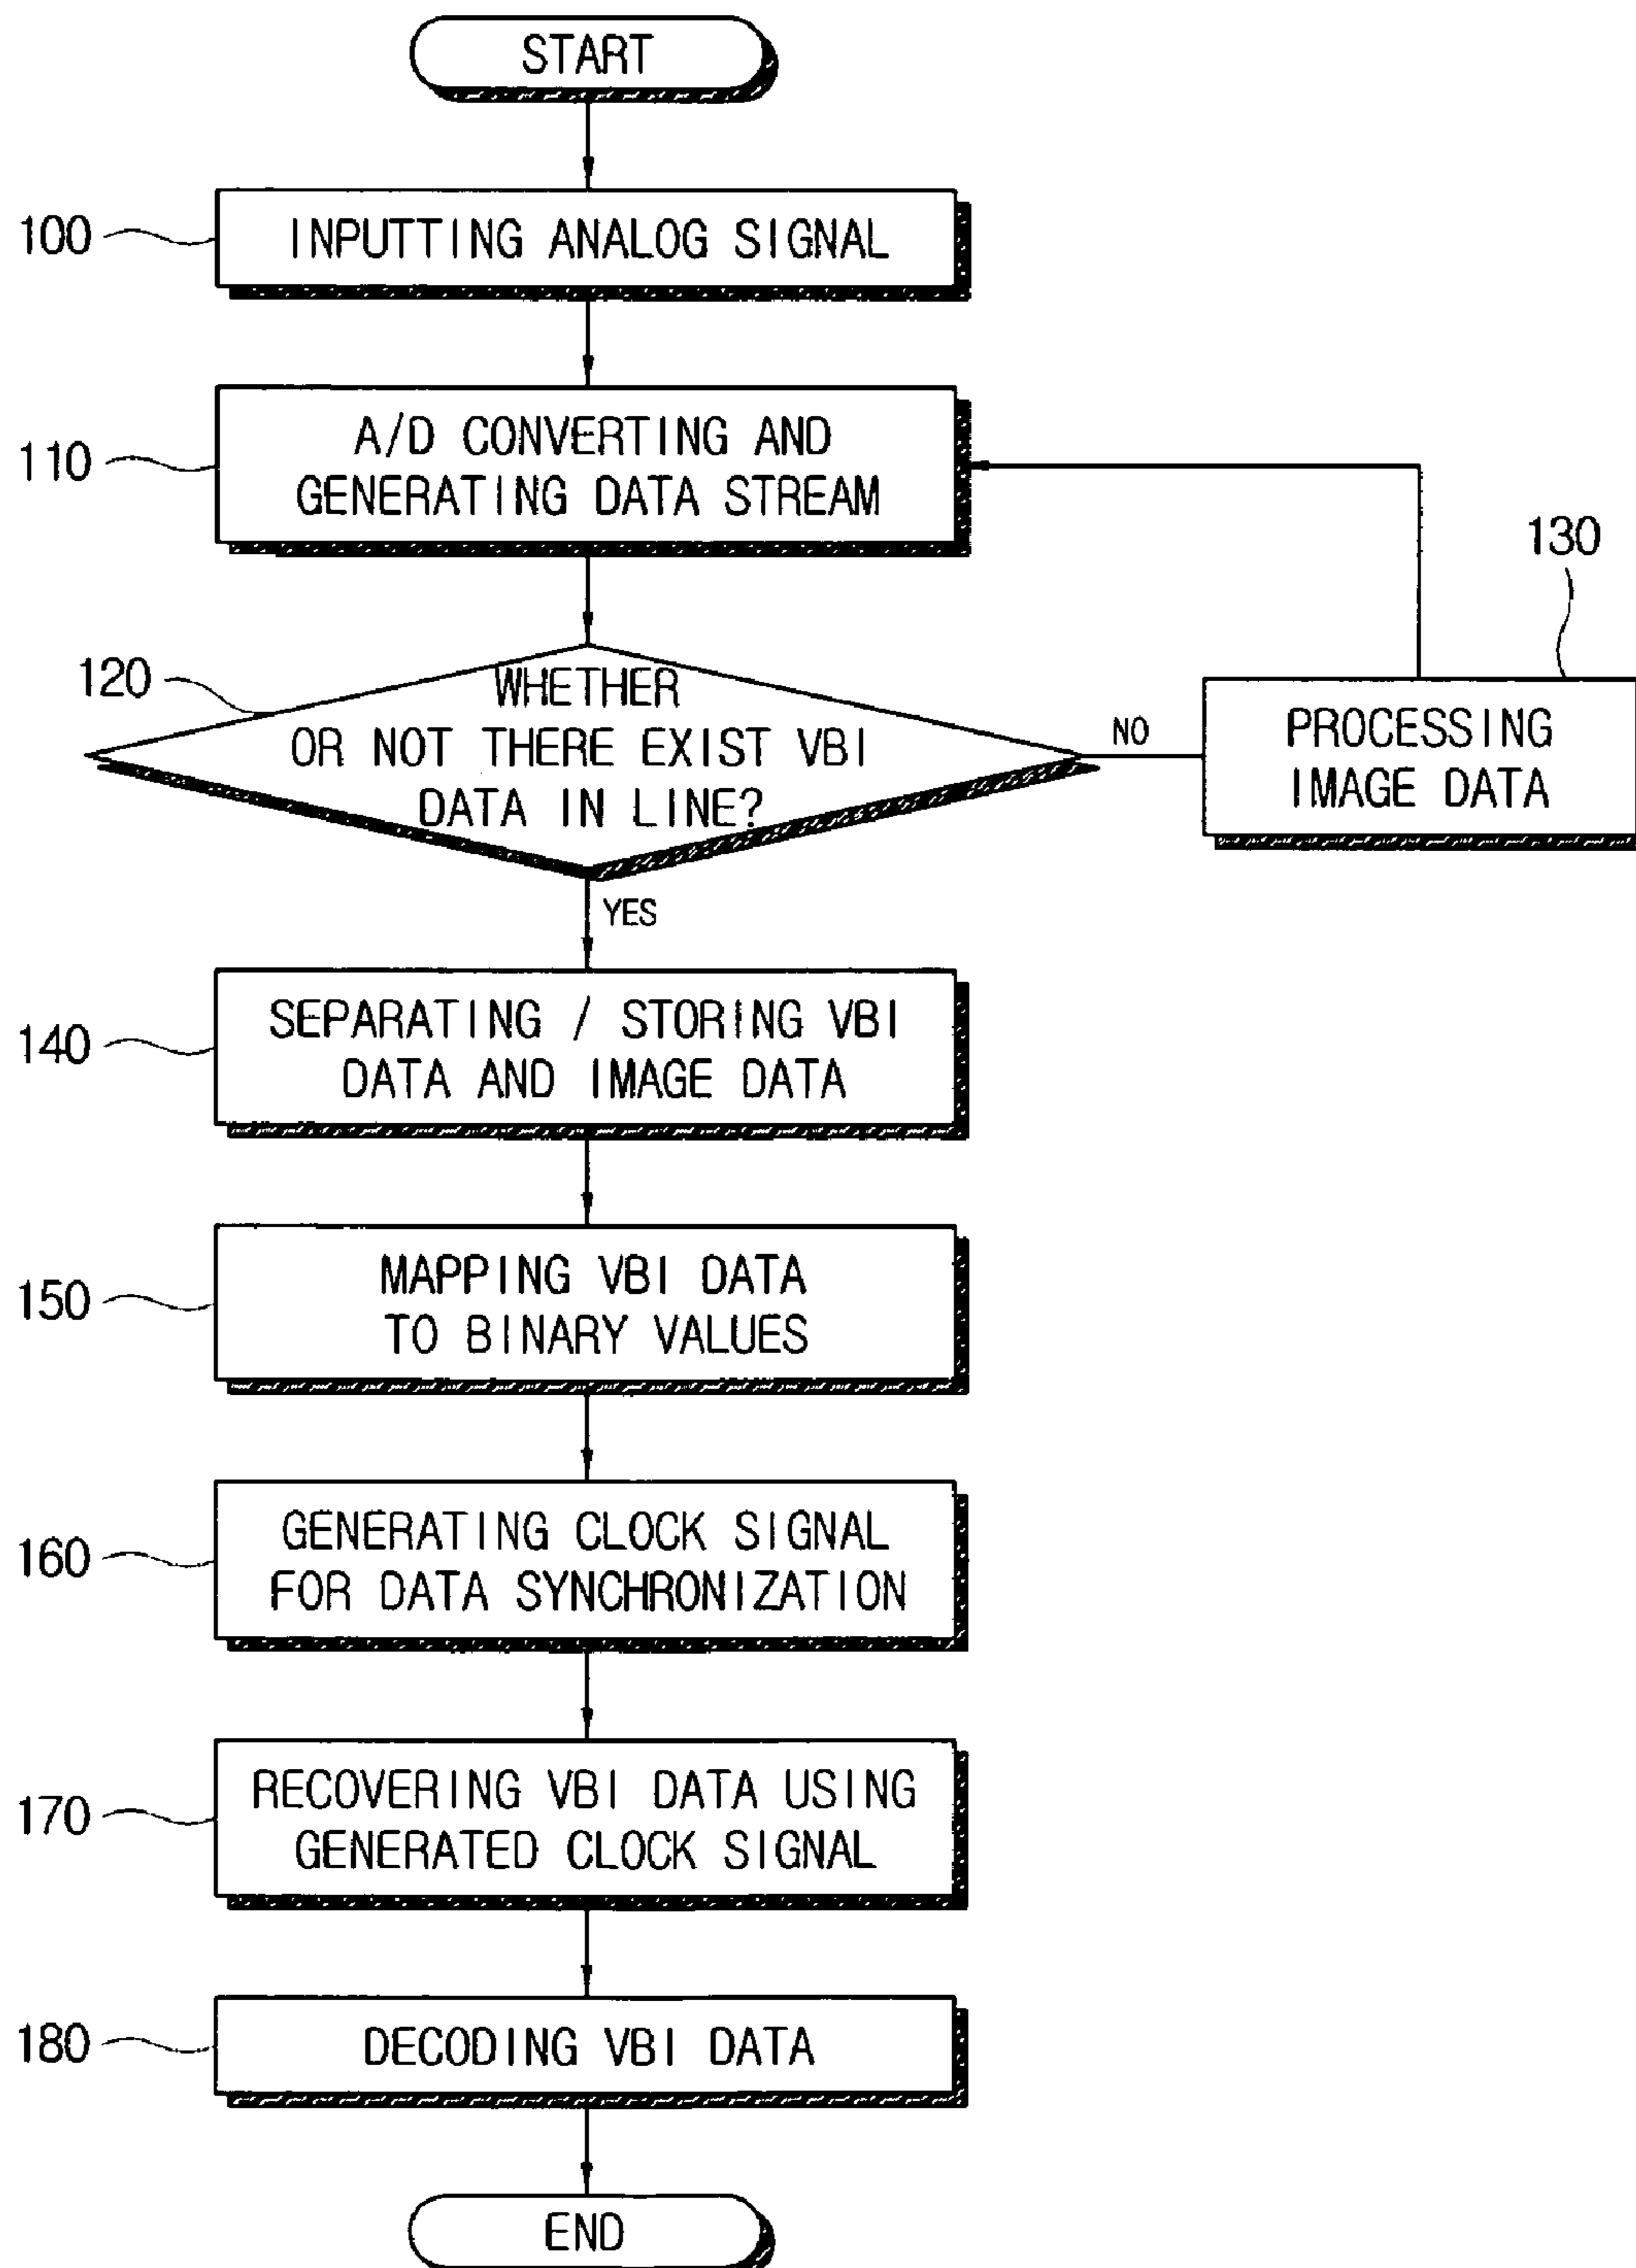 START
100
INPUTTING ANALOG SIGNAL
110
A/D CONVERTING AND
GENERATING DATA STREAM
130
120
WHETHER
OR NOT THERE EXIST VBI
DATA IN LINE?
NO
PROCESSING
IMAGE DATA
YES
140
SEPARATING / STORING VBI
DATA AND IMAGE DATA
150
MAPPING VBI DATA
TO BINARY VALUES
160
GENERATING CLOCK SIGNAL
FOR DATA SYNCHRONIZATION
170
RECOVERING VBI DATA USING
GENERATED CLOCK SIGNAL
180
DECODING VBI DATA
END